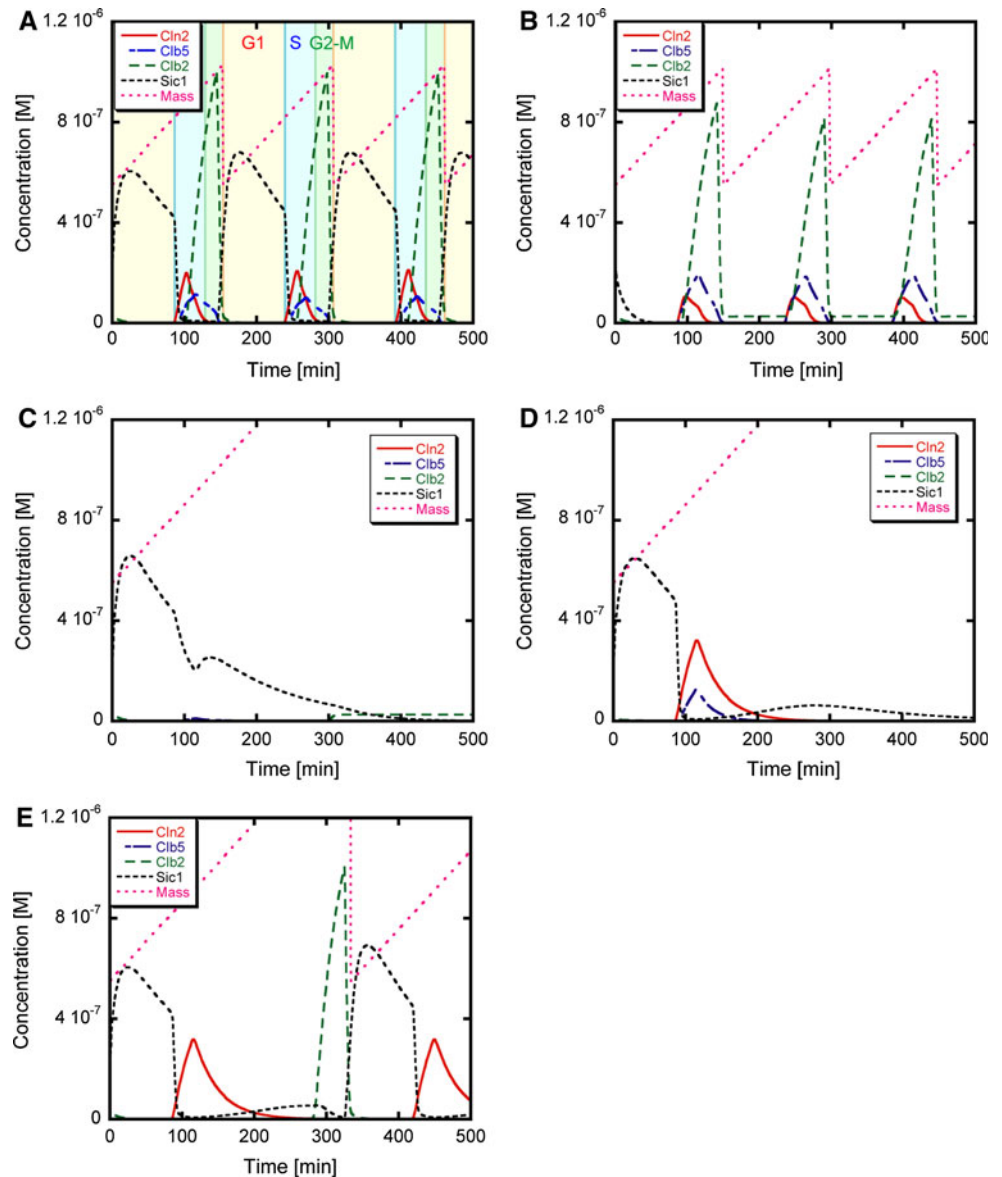 A
1.2 10⁻⁶
8 10⁻⁷
4 10⁻⁷
0
Concentration [M]
Cln2
Clb5
Clb2
Sic1
Mass
G1
S
G2-M
0 100 200 300 400 500
Time [min]
B
1.2 10⁻⁶
8 10⁻⁷
4 10⁻⁷
0
Concentration [M]
Cln2
Clb5
Clb2
Sic1
Mass
0 100 200 300 400 500
Time [min]
C
1.2 10⁻⁶
8 10⁻⁷
4 10⁻⁷
0
Concentration [M]
Cln2
Clb5
Clb2
Sic1
Mass
0 100 200 300 400 500
Time [min]
D
1.2 10⁻⁶
8 10⁻⁷
4 10⁻⁷
0
Concentration [M]
Cln2
Clb5
Clb2
Sic1
Mass
0 100 200 300 400 500
Time [min]
E
1.2 10⁻⁶
8 10⁻⁷
4 10⁻⁷
0
Concentration [M]
Cln2
Clb5
Clb2
Sic1
Mass
0 100 200 300 400 500
Time [min]